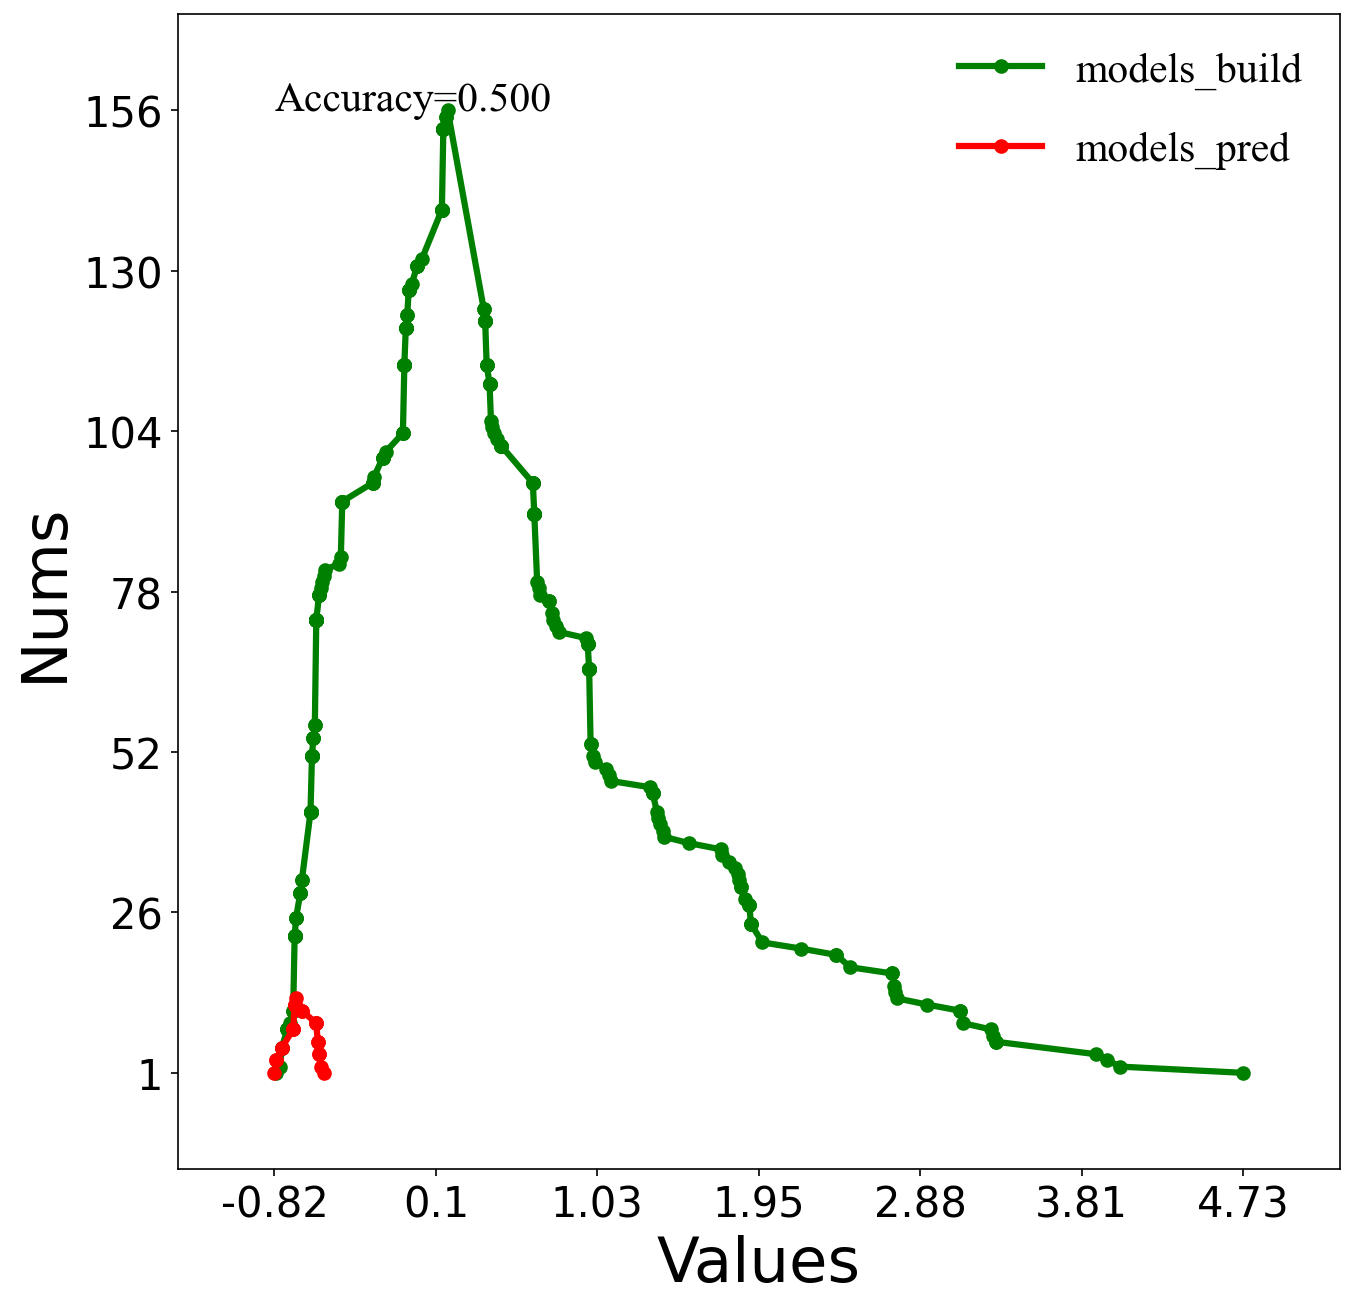 models_build
Accuracy=0.500
models_pred
156
130
104
78
52
26
1
Nums
-0.82 0.1 1.03 1.95 2.88 3.81 4.73
Values